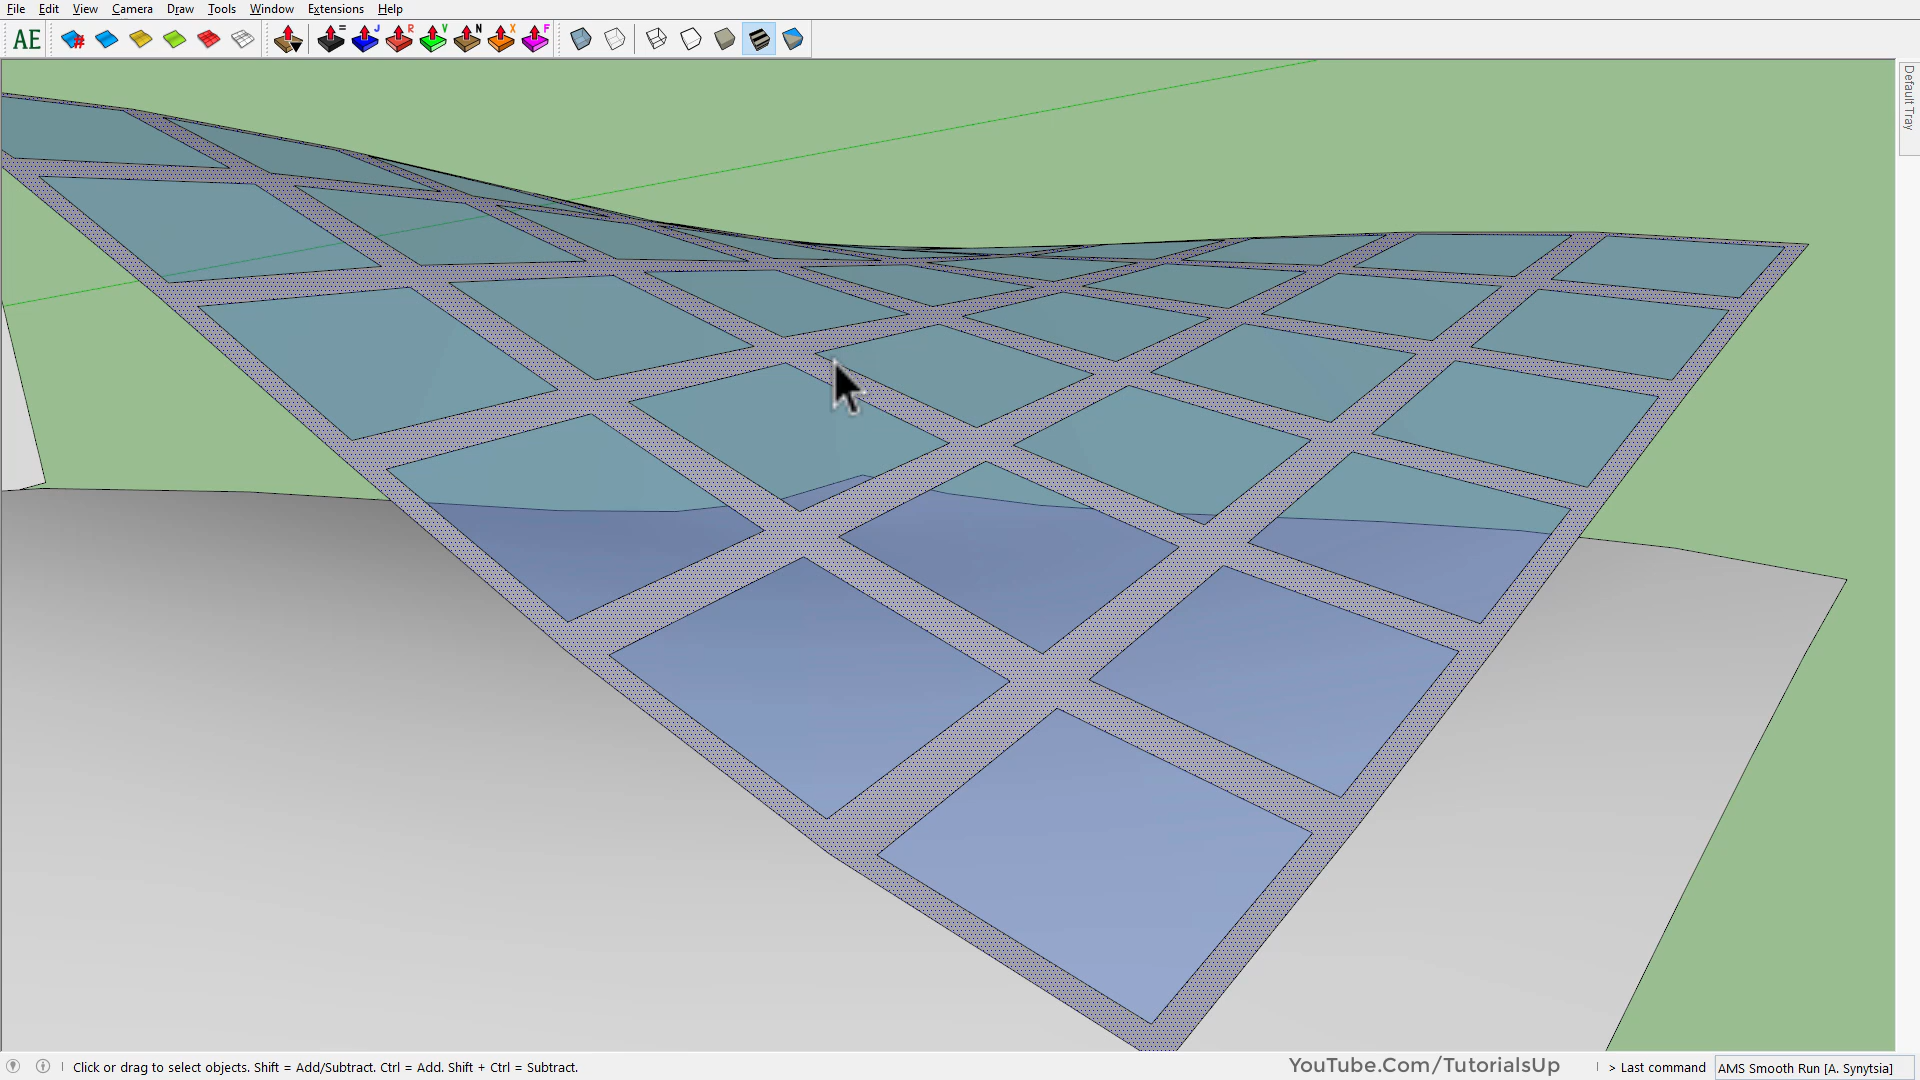 File Edit View Camera Draw Tools Window Extensions Help
AE # = J R V N X F
Default Tray
Click or drag to select objects. Shift = Add/Subtract. Ctrl = Add. Shift + Ctrl = Subtract.
YouTube.Com/TutorialsUp
> Last command AMS Smooth Run [A. Synytsia]